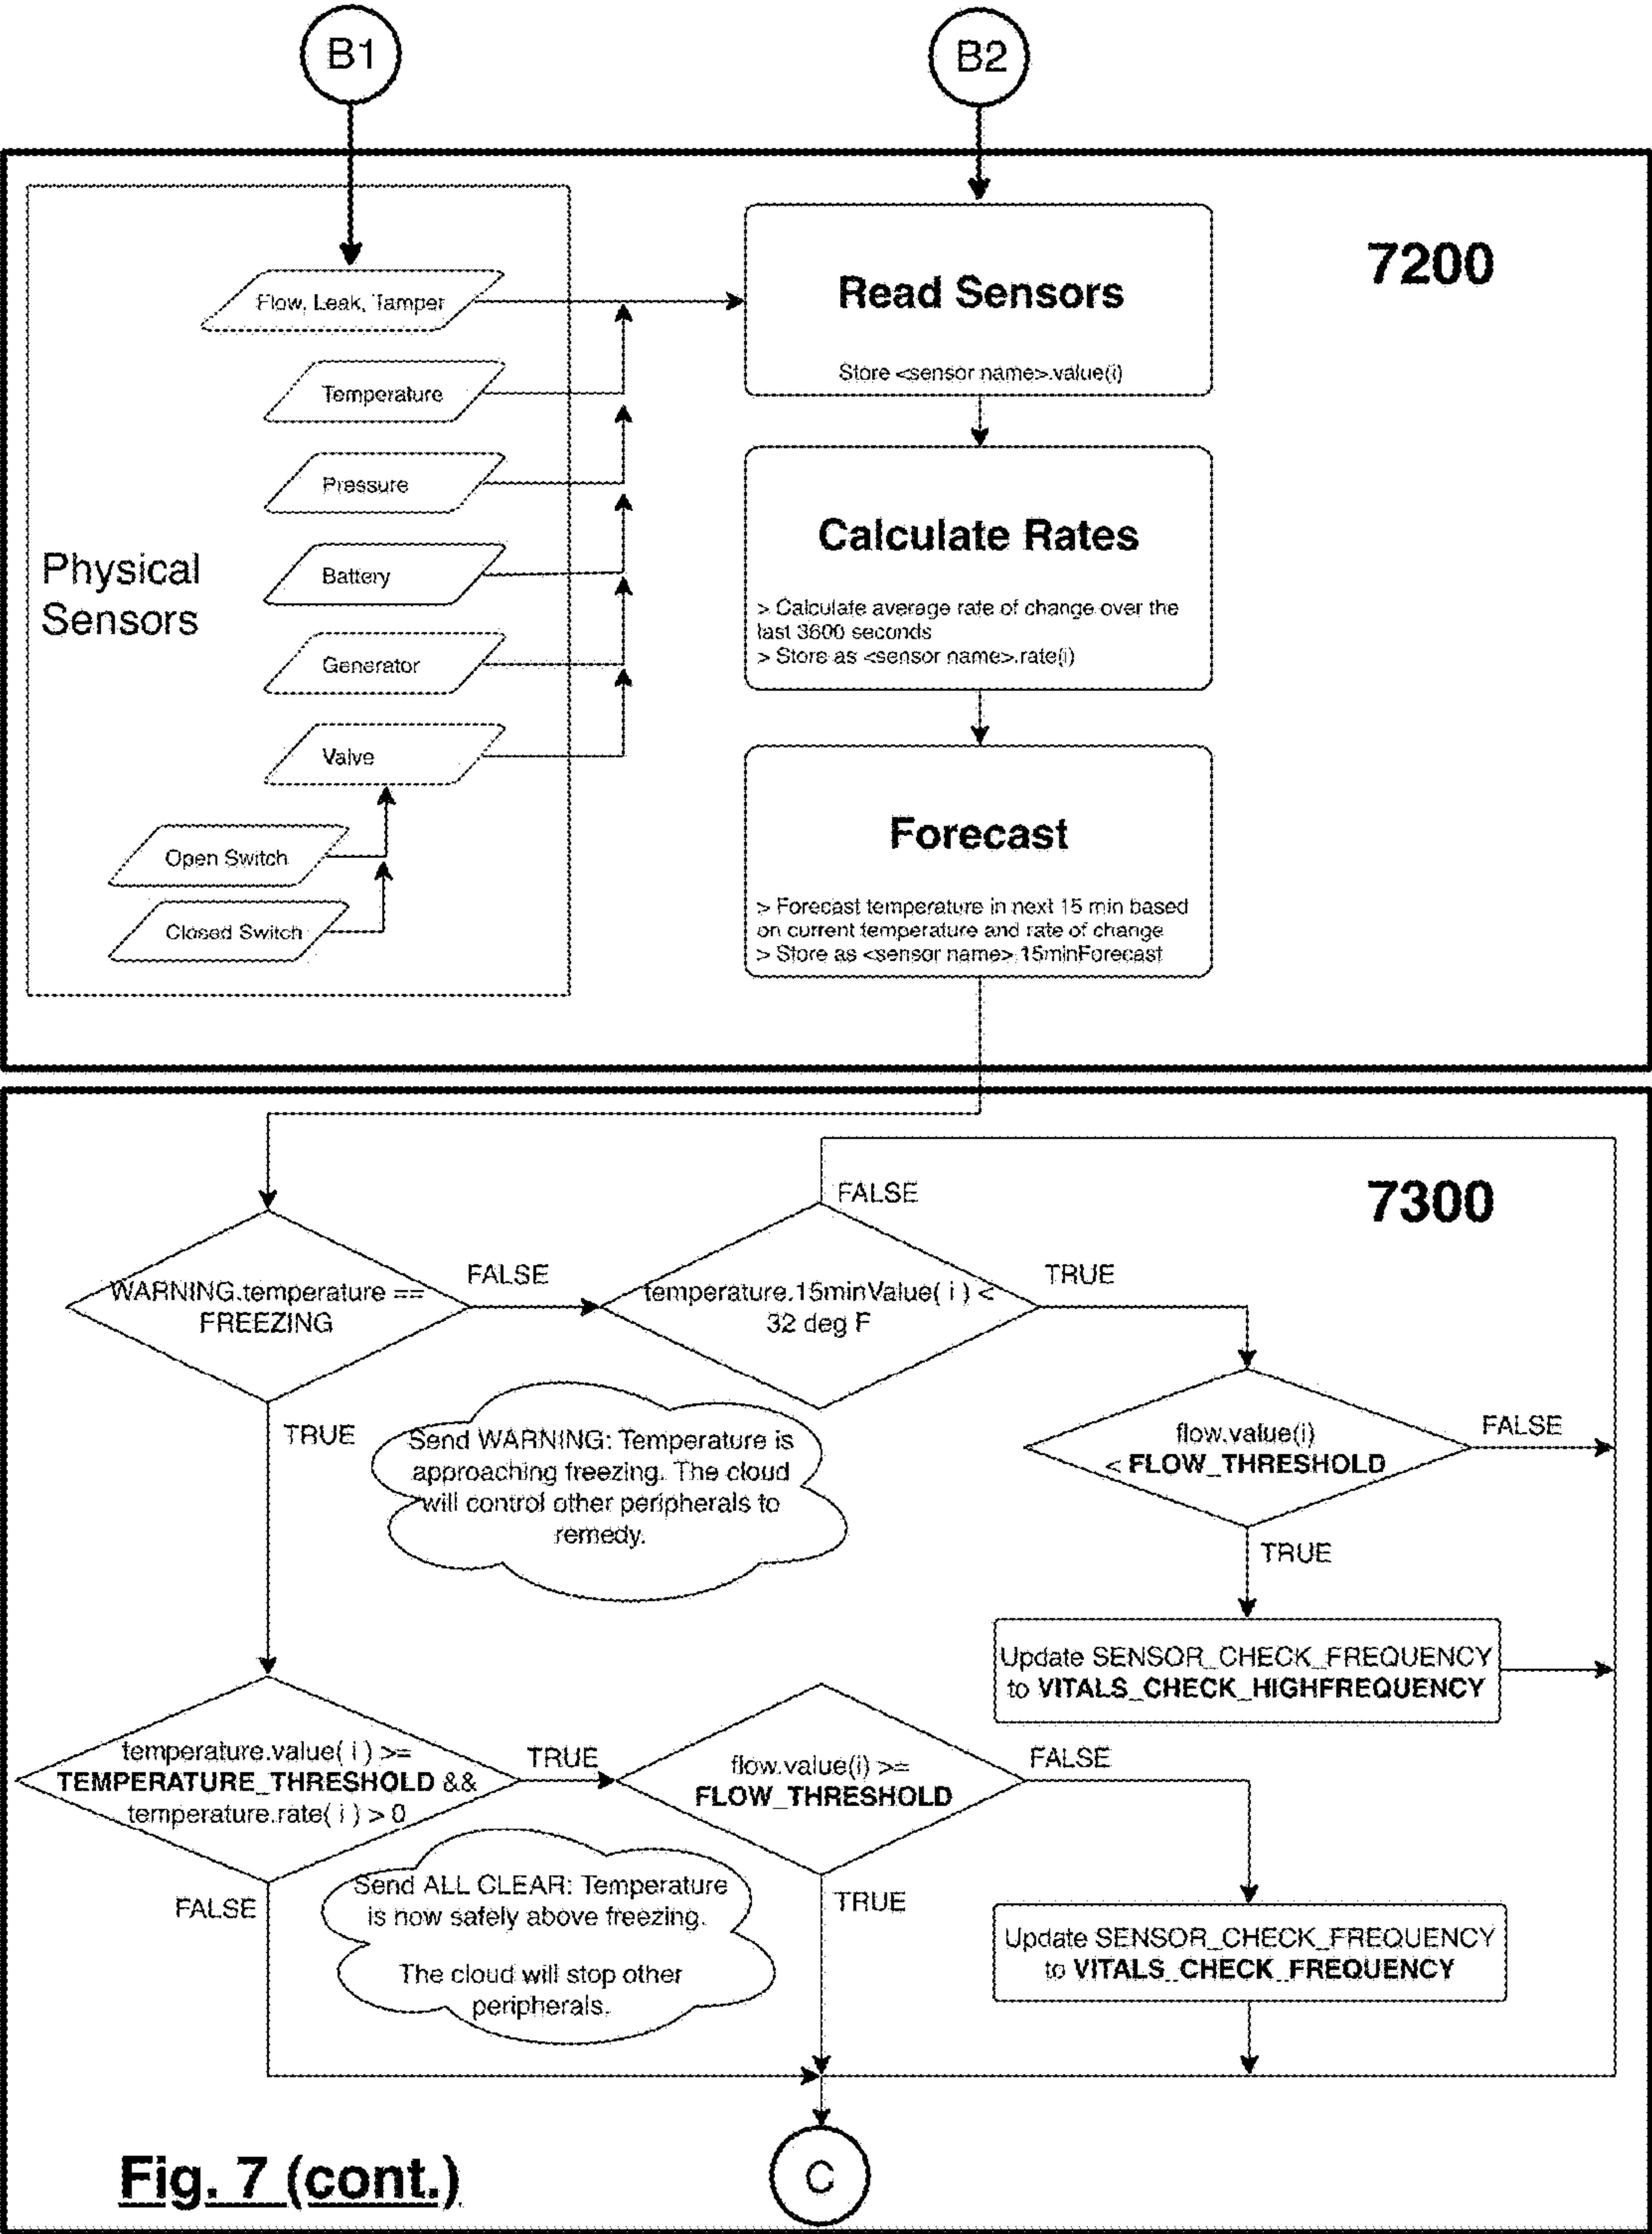 B1
B2
7200
Flow, Leak, Tamper
Temperature
Pressure
Battery
Generator
Valve
Open Switch
Closed Switch
Physical
Sensors
Read Sensors
Store <sensor name>.value(i)
Calculate Rates
> Calculate average rate of change over the
last 3600 seconds
> Store as <sensor name>.rate(i)
Forecast
> Forecast temperature in next 15 min based
on current temperature and rate of change
> Store as <sensor name>.15minForecast
7300
WARNING.temperature ==
FREEZING
FALSE
TRUE
temperature.15minValue( i ) <
32 deg F
FALSE
TRUE
Send WARNING: Temperature is
approaching freezing. The cloud
will control other peripherals to
remedy.
flow.value(i)
< FLOW_THRESHOLD
FALSE
TRUE
Update SENSOR_CHECK_FREQUENCY
to VITALS_CHECK_HIGHFREQUENCY
temperature.value( i ) >=
TEMPERATURE_THRESHOLD &&
temperature.rate( i ) > 0
TRUE
FALSE
flow.value(i) >=
FLOW_THRESHOLD
FALSE
TRUE
Send ALL CLEAR: Temperature
is now safely above freezing.
The cloud will stop other
peripherals.
Update SENSOR_CHECK_FREQUENCY
to VITALS_CHECK_FREQUENCY
C
Fig. 7 (cont.)